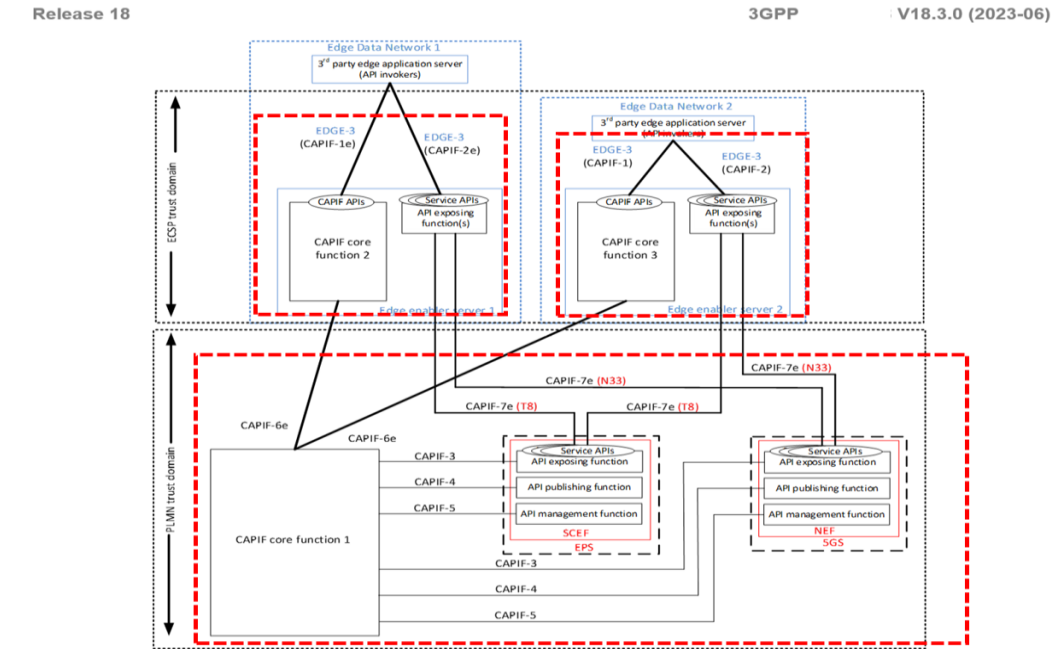 Release 18
3GPP
V18.3.0 (2023-06)
Edge Data Network 1
3rd party edge application server
(API invokers)
Edge Data Network 2
3rd party edge application server
(API invokers)
ECSP trust domain
EDGE-3
(CAPIF-1e)
EDGE-3
(CAPIF-2e)
EDGE-3
(CAPIF-1)
EDGE-3
(CAPIF-2)
CAPIF APIs
Service APIs
API exposing
function(s)
CAPIF core
function 2
Edge enabler server 1
CAPIF APIs
Service APIs
API exposing
function(s)
CAPIF core
function 3
Edge enabler server 2
PLMN trust domain
CAPIF-7e (N33)
CAPIF-7e (N33)
CAPIF-7e (T8)
CAPIF-7e (T8)
CAPIF-6e
CAPIF-6e
CAPIF core function 1
CAPIF-3
CAPIF-4
CAPIF-5
Service APIs
API exposing function
API publishing function
API management function
SCEF
EPS
Service APIs
API exposing function
API publishing function
API management function
NEF
5GS
CAPIF-3
CAPIF-4
CAPIF-5